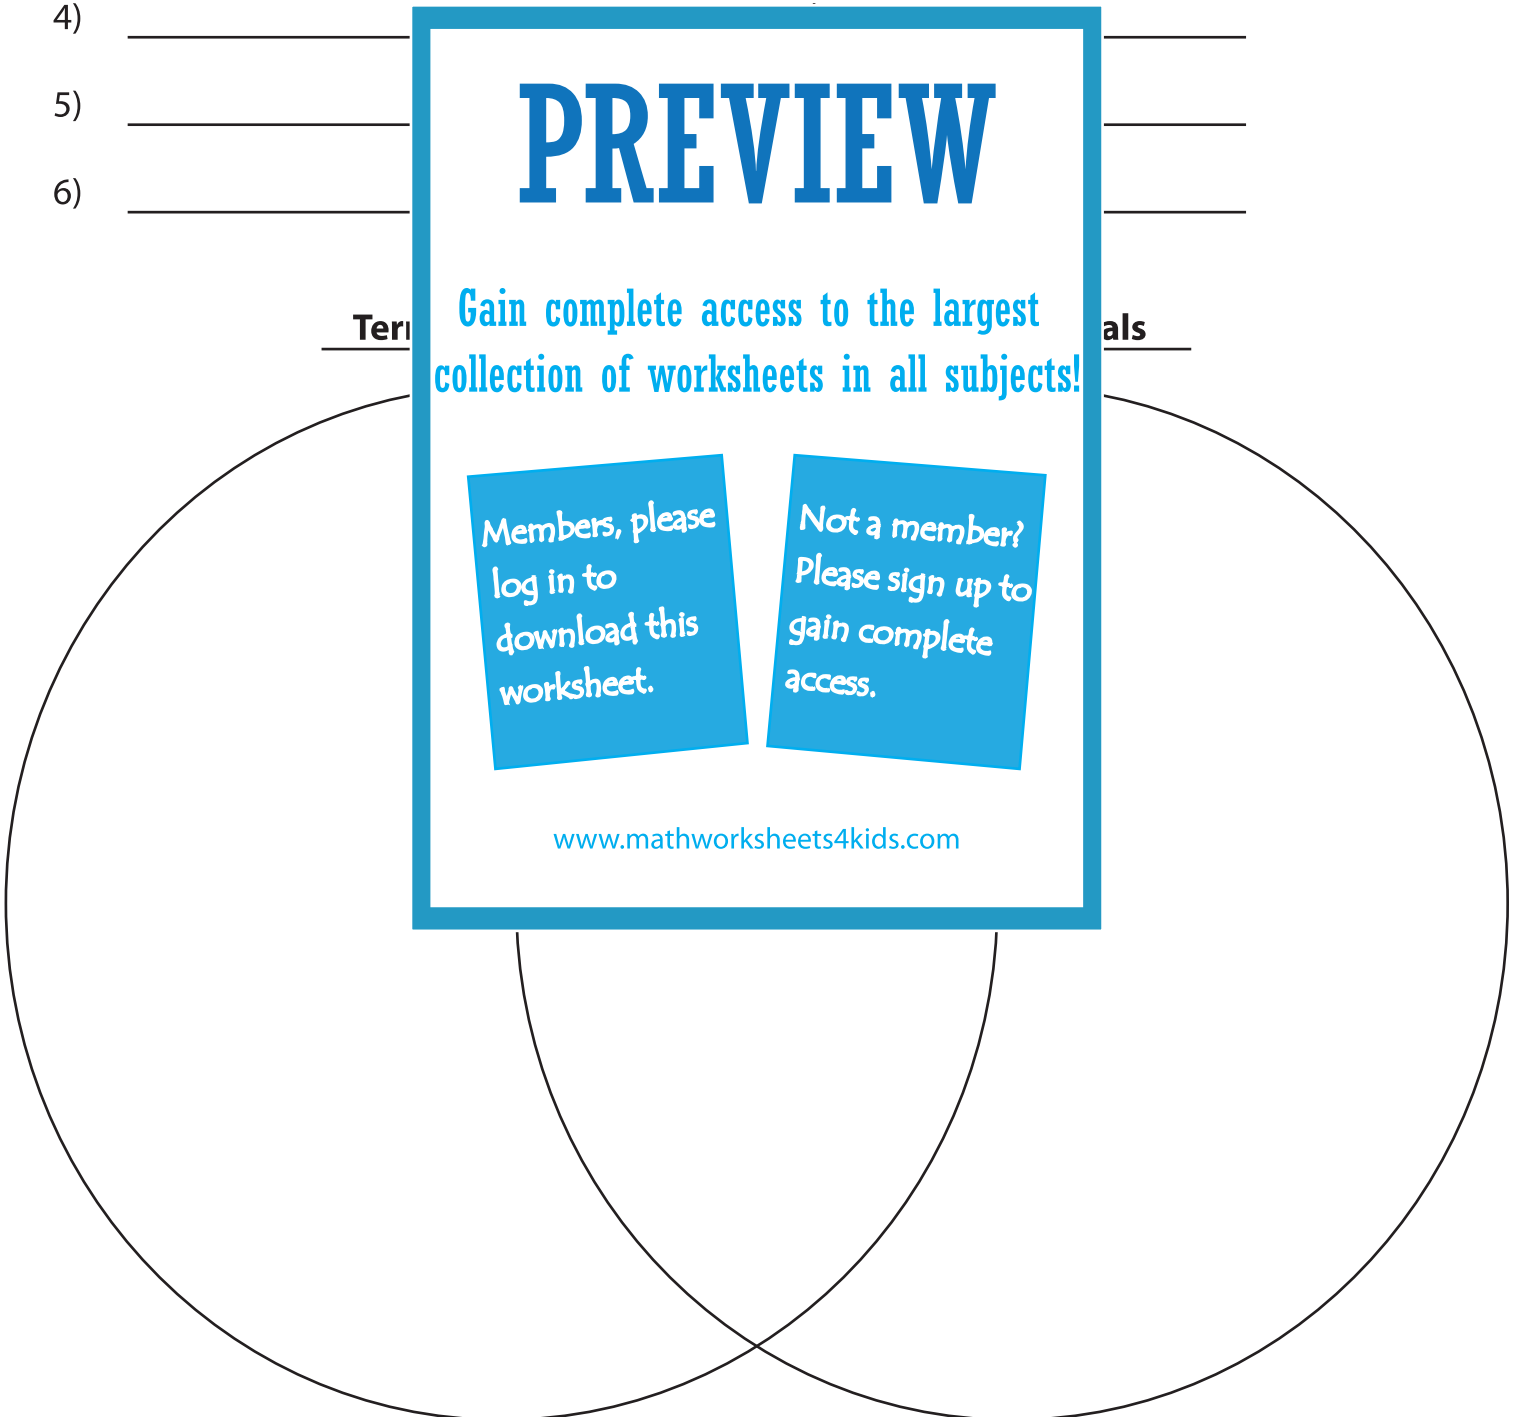 4)
5)
6)
PREVIEW
Gain complete access to the largest
collection of worksheets in all subjects!
Members, please
log in to
download this
worksheet.
Not a member?
Please sign up to
gain complete
access.
www.mathworksheets4kids.com